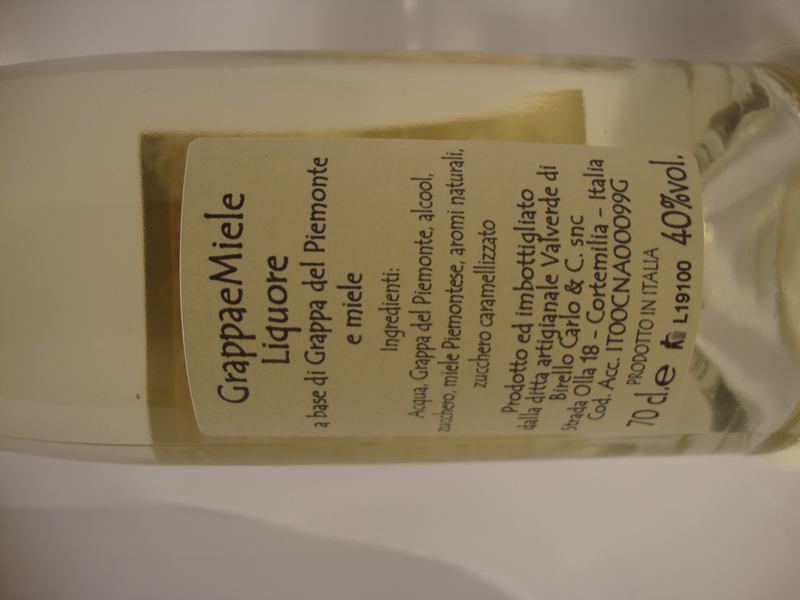 GrappaeMiele
Liquore
a base di Grappa del Piemonte
e miele
Ingredienti:
Acqua, Grappa del Piemonte, alcool,
zucchero, miele Piemontese, aromi naturali,
zucchero caramellizzato
Prodotto ed imbottigliato
dalla ditta artigianale Valverde di
Birello Carlo & C. snc
Strada Olla 18 - Cortemilia - Italia
Cod. Acc. IT00CNA00099G
PRODOTTO IN ITALIA
70 cl.e L19100 40%vol.